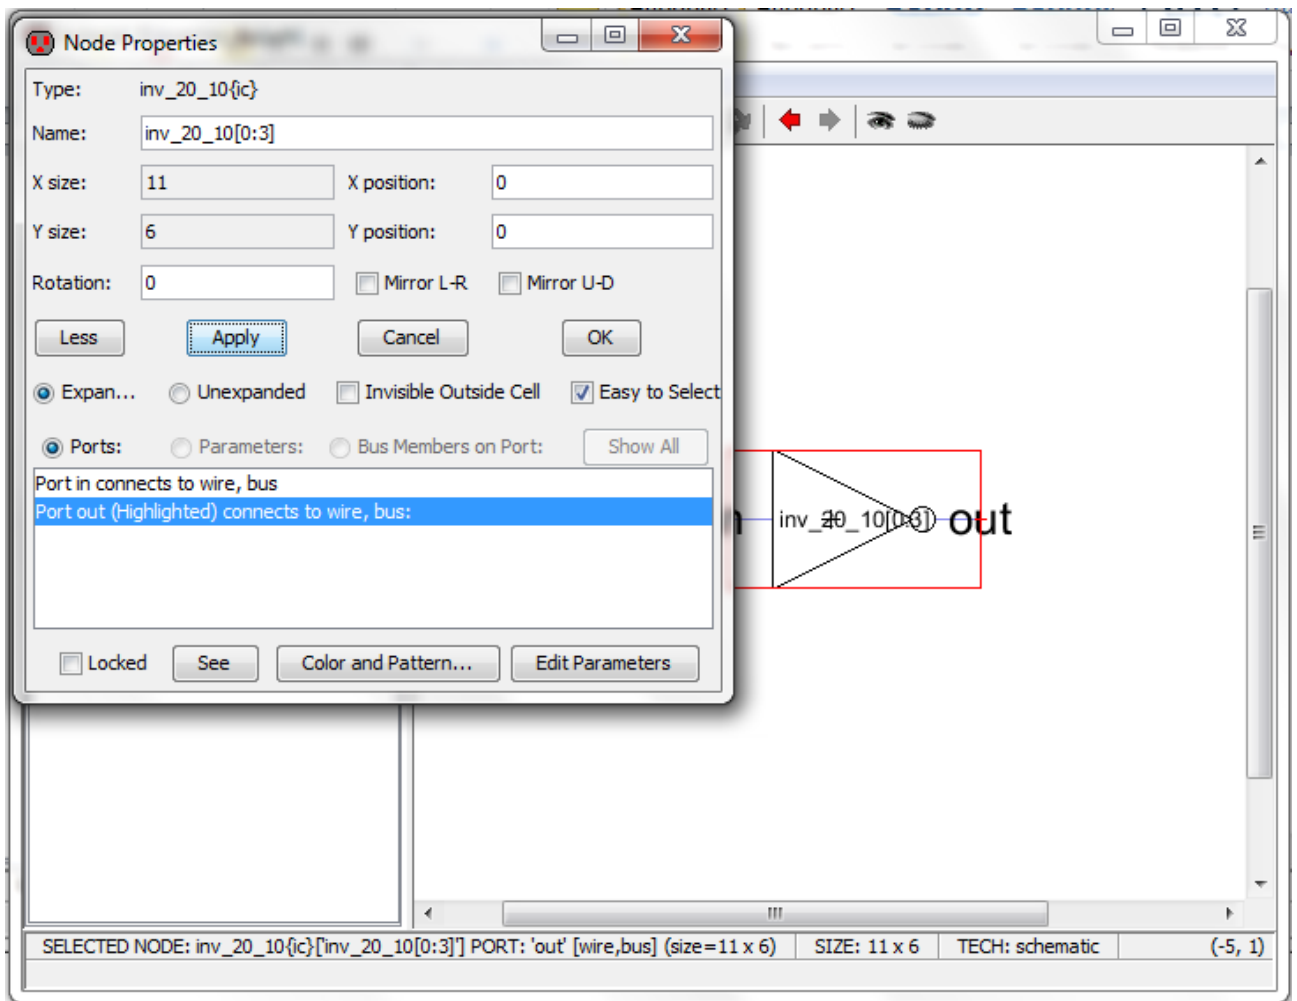 Node Properties
Type: inv_20_10{ic}
Name: inv_20_10[0:3]
X size: 11 X position: 0
Y size: 6 Y position: 0
Rotation: 0 Mirror L-R Mirror U-D
Less Apply Cancel OK
Expan... Unexpanded Invisible Outside Cell Easy to Select
Ports: Parameters: Bus Members on Port: Show All
Port in connects to wire, bus
Port out (Highlighted) connects to wire, bus:
inv_20_10[0:3] out
Locked See Color and Pattern... Edit Parameters
SELECTED NODE: inv_20_10{ic}['inv_20_10[0:3]'] PORT: 'out' [wire,bus] (size=11 x 6) SIZE: 11 x 6 TECH: schematic (-5, 1)